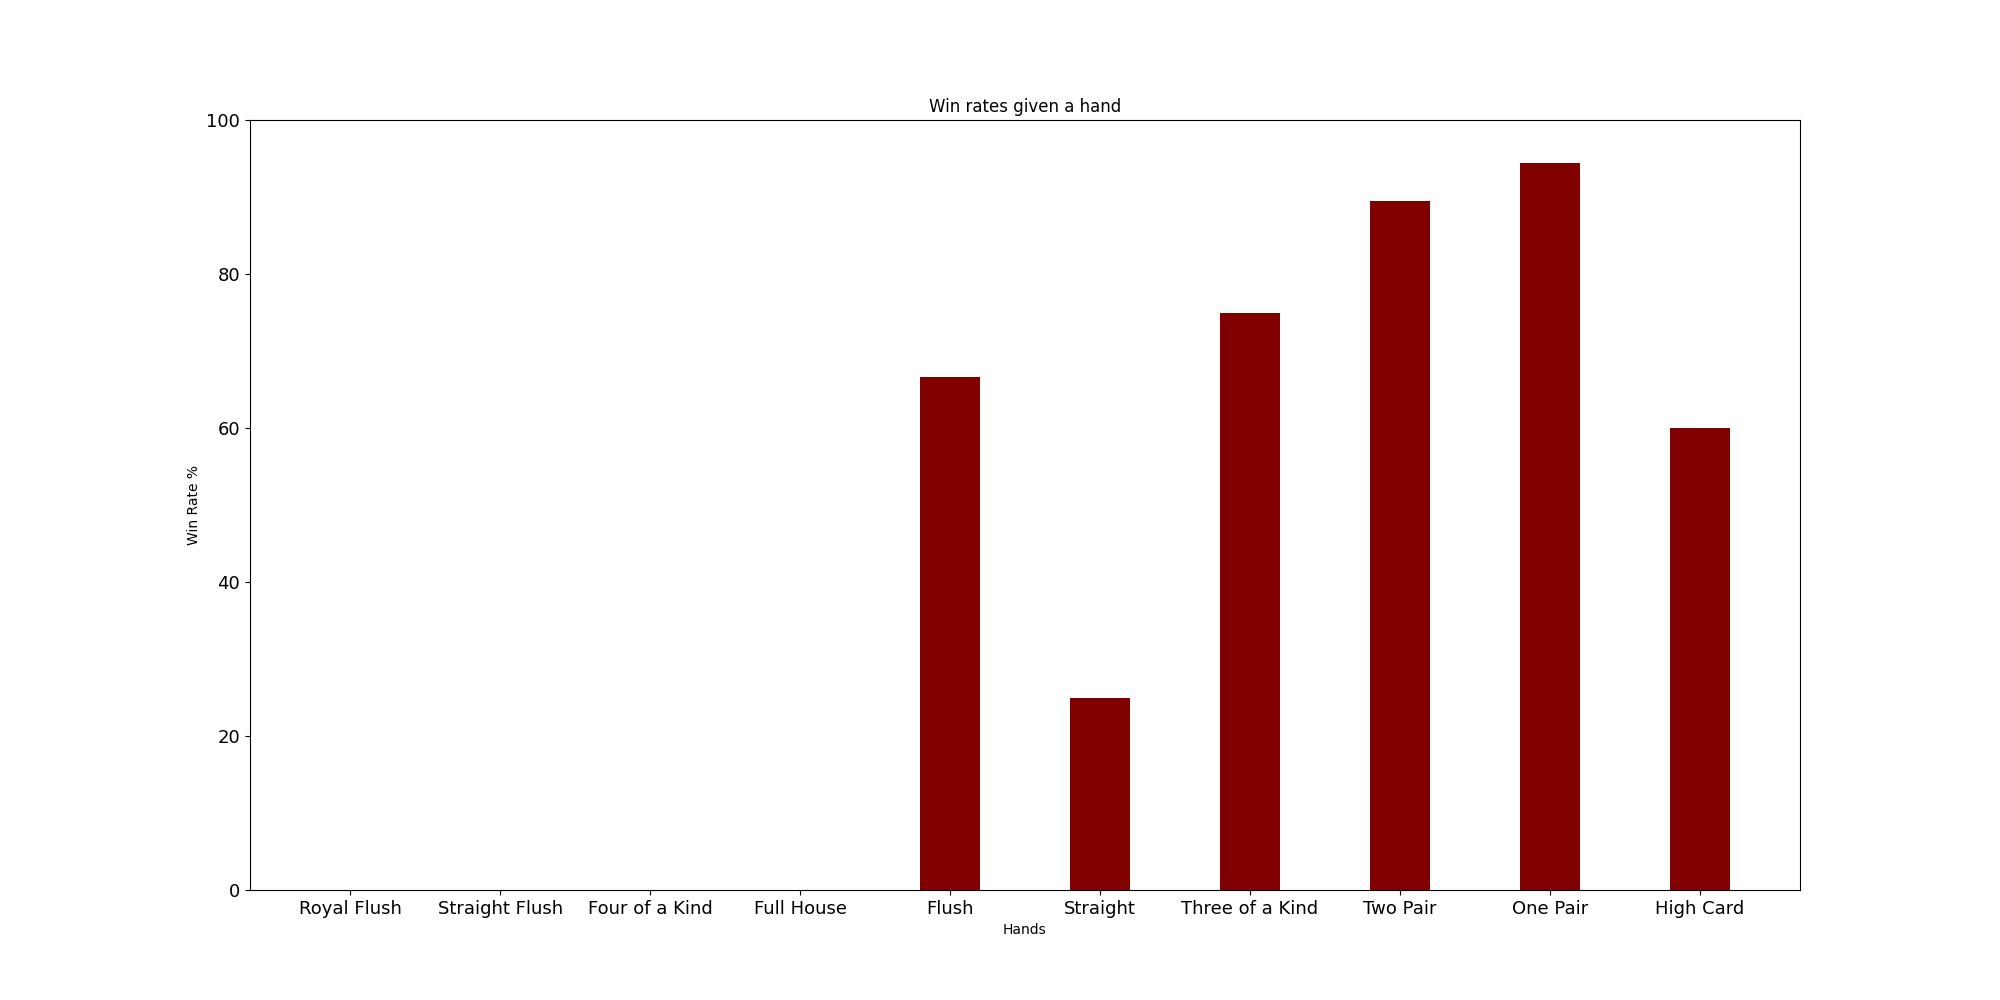 Win rates given a hand
100
80
60
40
20
0
Win Rate %
Royal Flush Straight Flush Four of a Kind Full House Flush Straight Three of a Kind Two Pair One Pair High Card
Hands